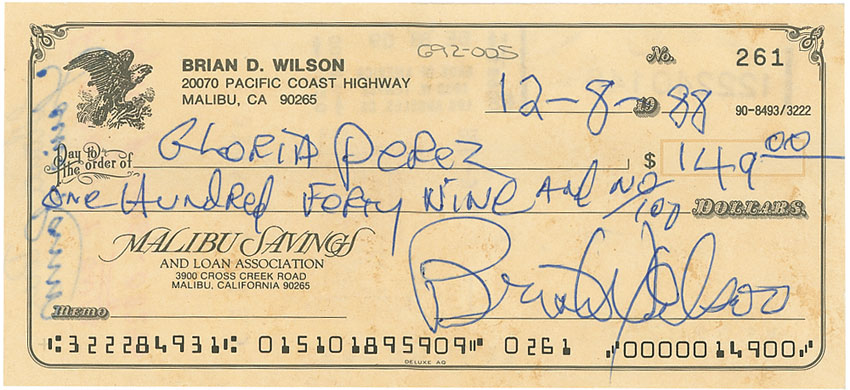 G92-005
BRIAN D. WILSON
20070 PACIFIC COAST HIGHWAY
MALIBU, CA 90265
No. 261
12-8-1988
90-8493/3222
Pay to the order of GLORIA Perez $ 149.00
one Hundred Forty Nine and no/100 DOLLARS
MALIBU SAVINGS
AND LOAN ASSOCIATION
3900 CROSS CREEK ROAD
MALIBU, CALIFORNIA 90265
Brian Wilson
Memo
⑆322284931⑆ 015101895909⑈ 0261 ⑈0000014900⑈
DELUXE AQ